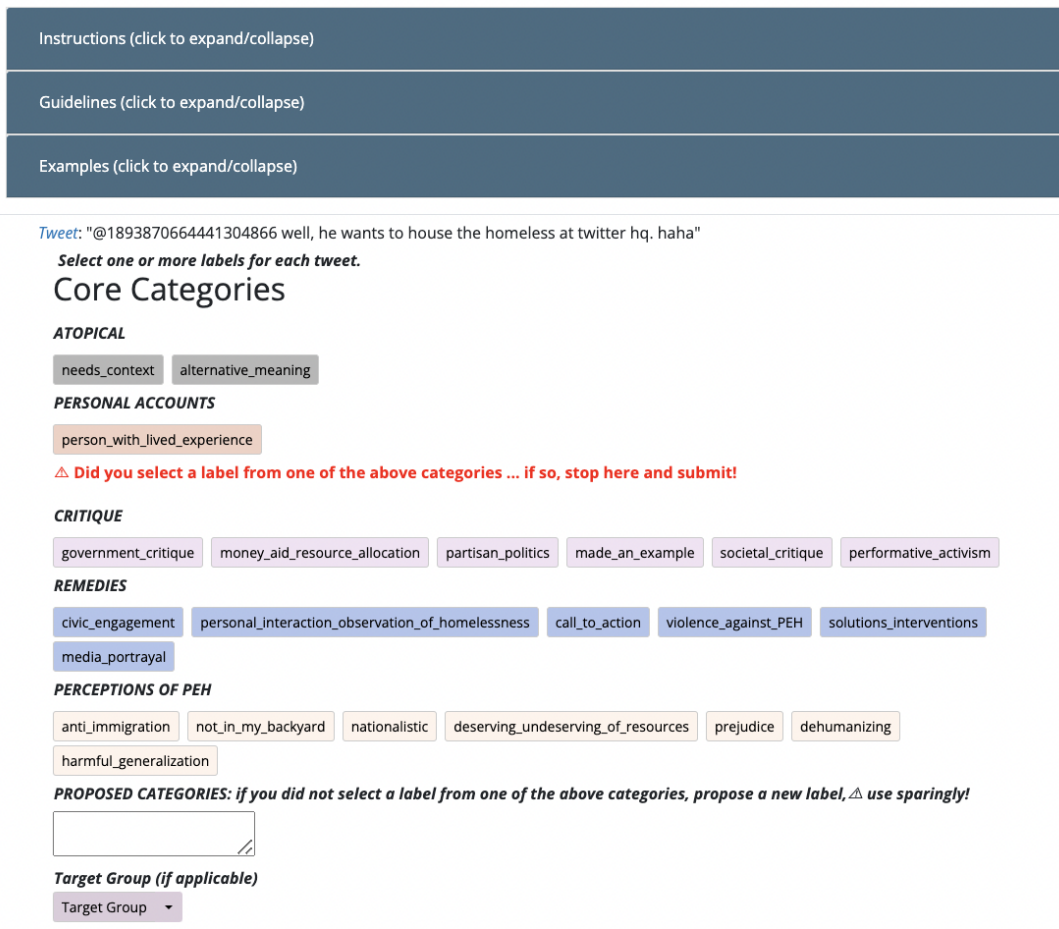 Instructions (click to expand/collapse)
Guidelines (click to expand/collapse)
Examples (click to expand/collapse)
Tweet: "@1893870664441304866 well, he wants to house the homeless at twitter hq. haha"
Select one or more labels for each tweet.
Core Categories
ATOPICAL
needs_context alternative_meaning
PERSONAL ACCOUNTS
person_with_lived_experience
⚠ Did you select a label from one of the above categories ... if so, stop here and submit!
CRITIQUE
government_critique money_aid_resource_allocation partisan_politics made_an_example societal_critique performative_activism
REMEDIES
civic_engagement personal_interaction_observation_of_homelessness call_to_action violence_against_PEH solutions_interventions
media_portrayal
PERCEPTIONS OF PEH
anti_immigration not_in_my_backyard nationalistic deserving_undeserving_of_resources prejudice dehumanizing
harmful_generalization
PROPOSED CATEGORIES: if you did not select a label from one of the above categories, propose a new label,⚠ use sparingly!
Target Group (if applicable)
Target Group